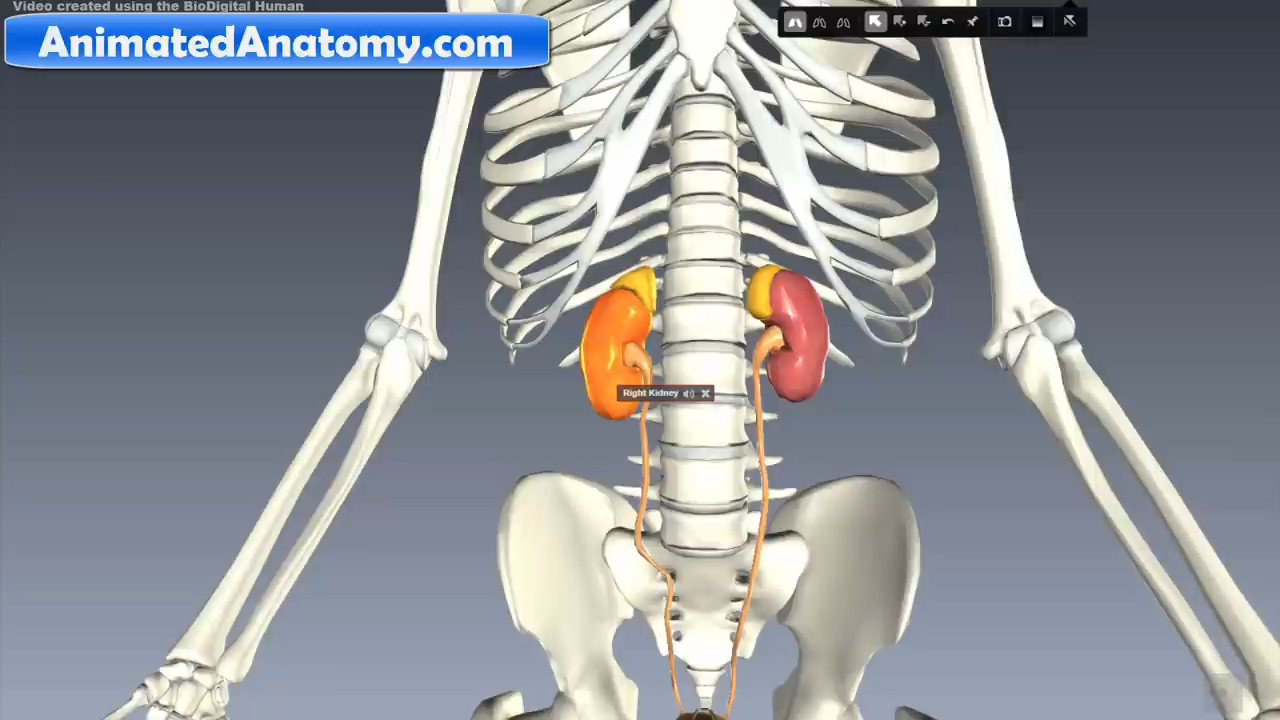 Video created using the BioDigital Human
AnimatedAnatomy.com
Right Kidney